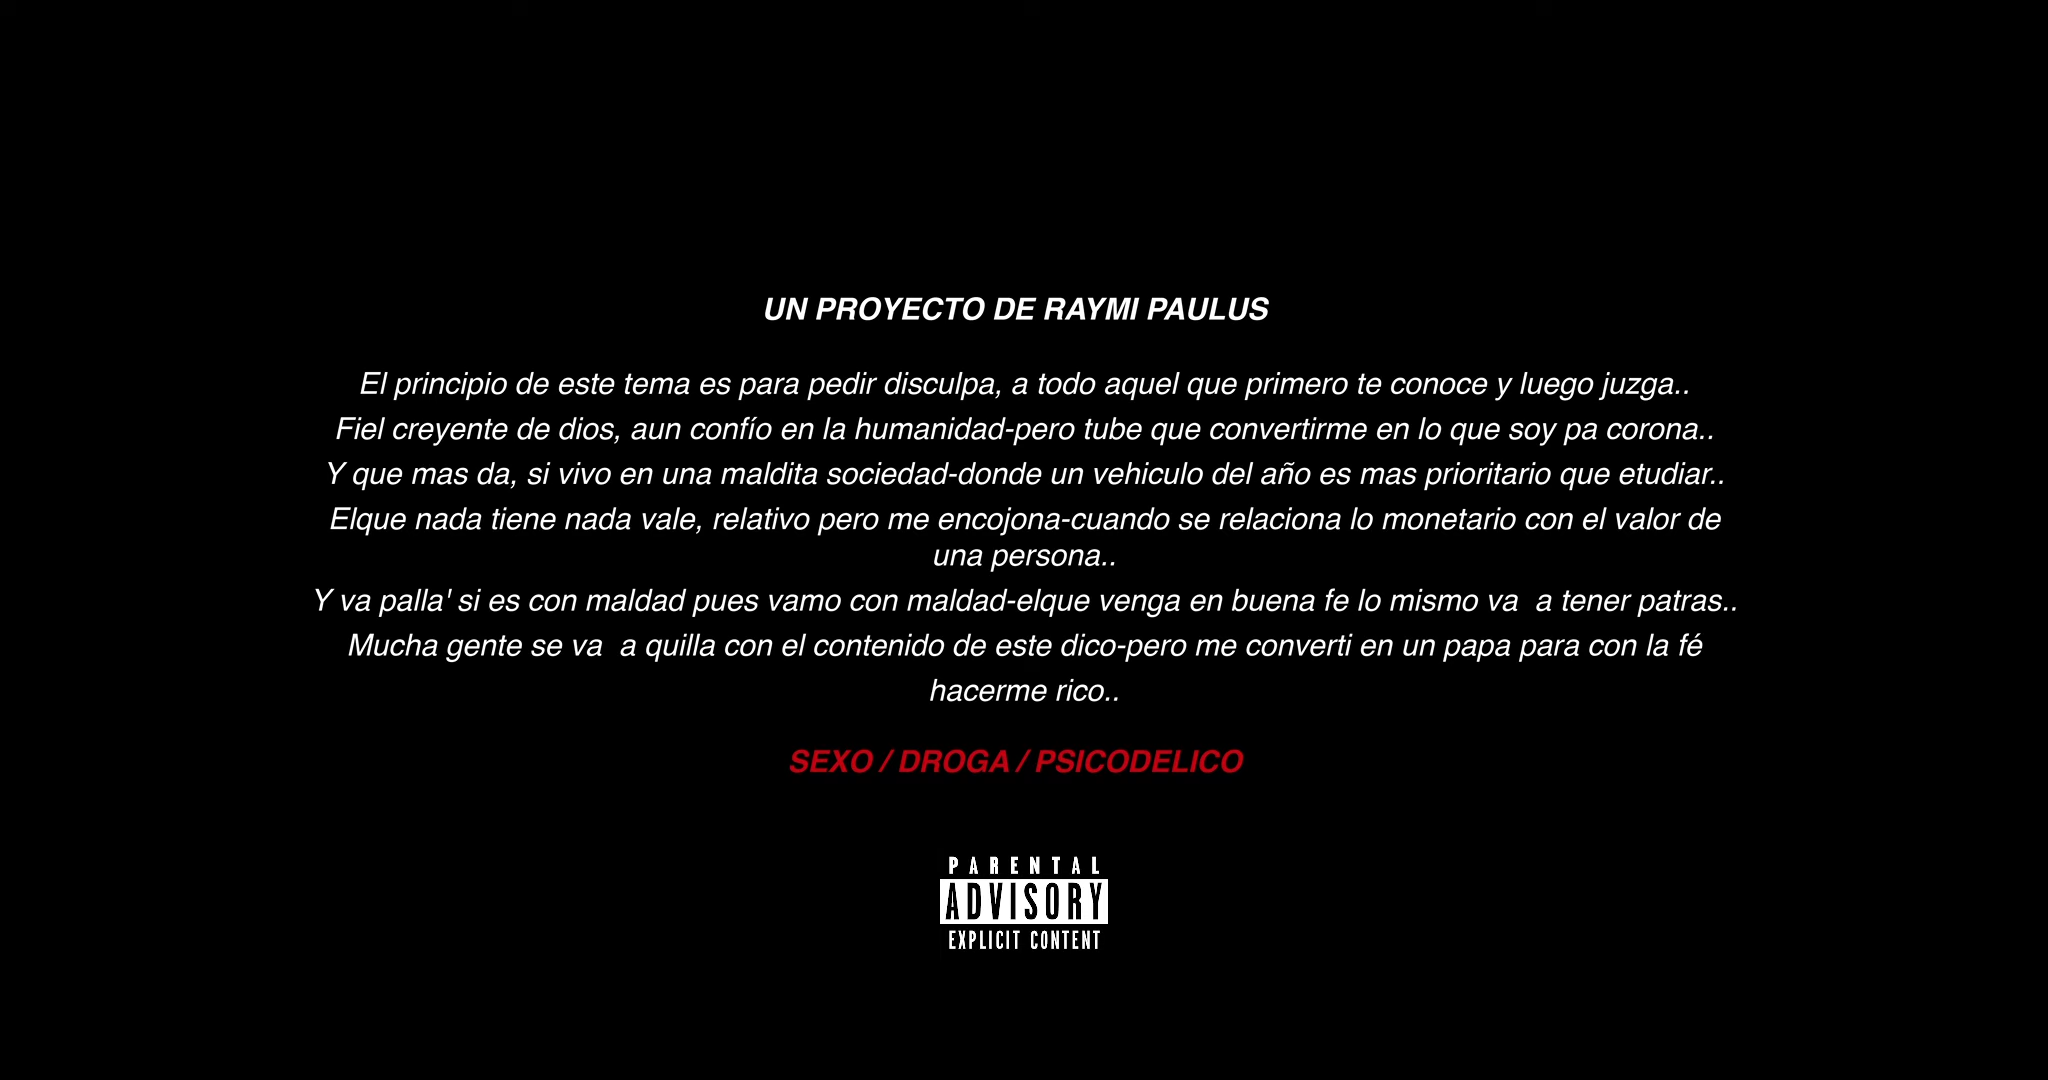 UN PROYECTO DE RAYMI PAULUS
El principio de este tema es para pedir disculpa, a todo aquel que primero te conoce y luego juzga..
Fiel creyente de dios, aun confío en la humanidad-pero tube que convertirme en lo que soy pa corona..
Y que mas da, si vivo en una maldita sociedad-donde un vehiculo del año es mas prioritario que etudiar..
Elque nada tiene nada vale, relativo pero me encojona-cuando se relaciona lo monetario con el valor de
una persona..
Y va palla' si es con maldad pues vamo con maldad-elque venga en buena fe lo mismo va  a tener patras..
Mucha gente se va  a quilla con el contenido de este dico-pero me converti en un papa para con la fé
hacerme rico..
SEXO / DROGA / PSICODELICO
PARENTAL
ADVISORY
EXPLICIT CONTENT